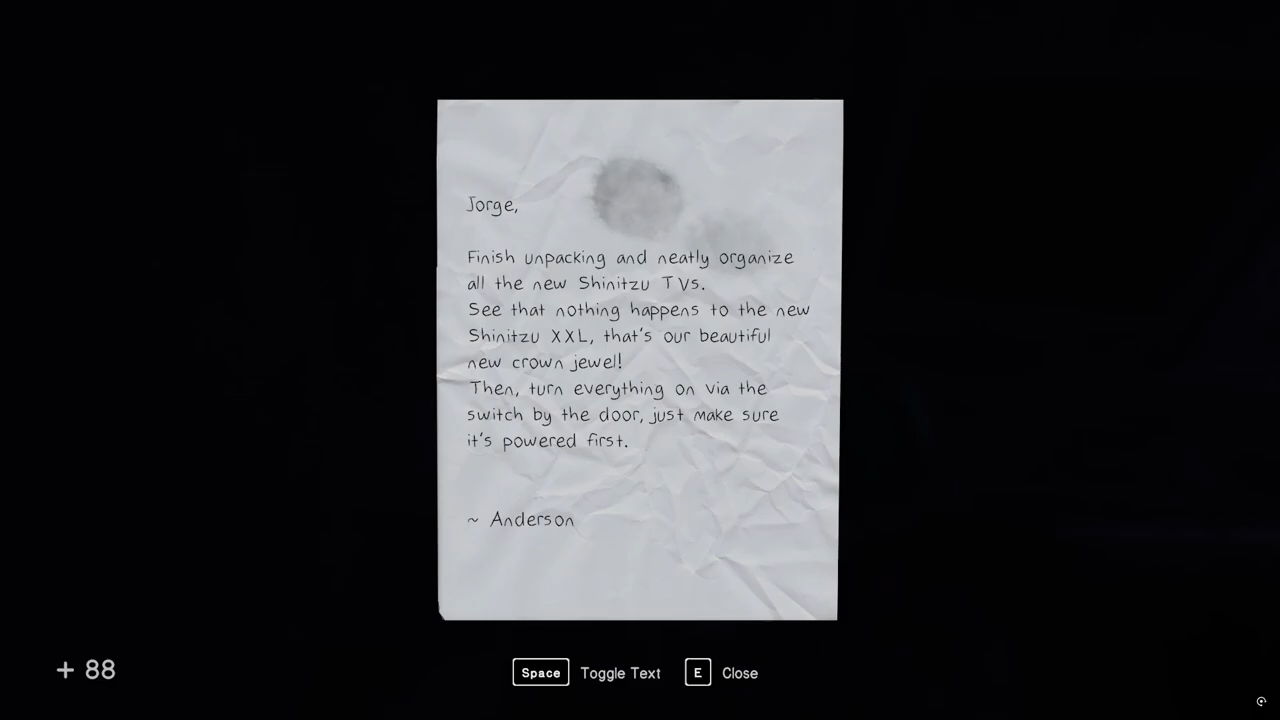 Jorge,
Finish unpacking and neatly organize
all the new Shinitzu TVs.
See that nothing happens to the new
Shinitzu XXL, that's our beautiful
new crown jewel!
Then, turn everything on via the
switch by the door, just make sure
it's powered first.
~ Anderson
+ 88
Space Toggle Text E Close